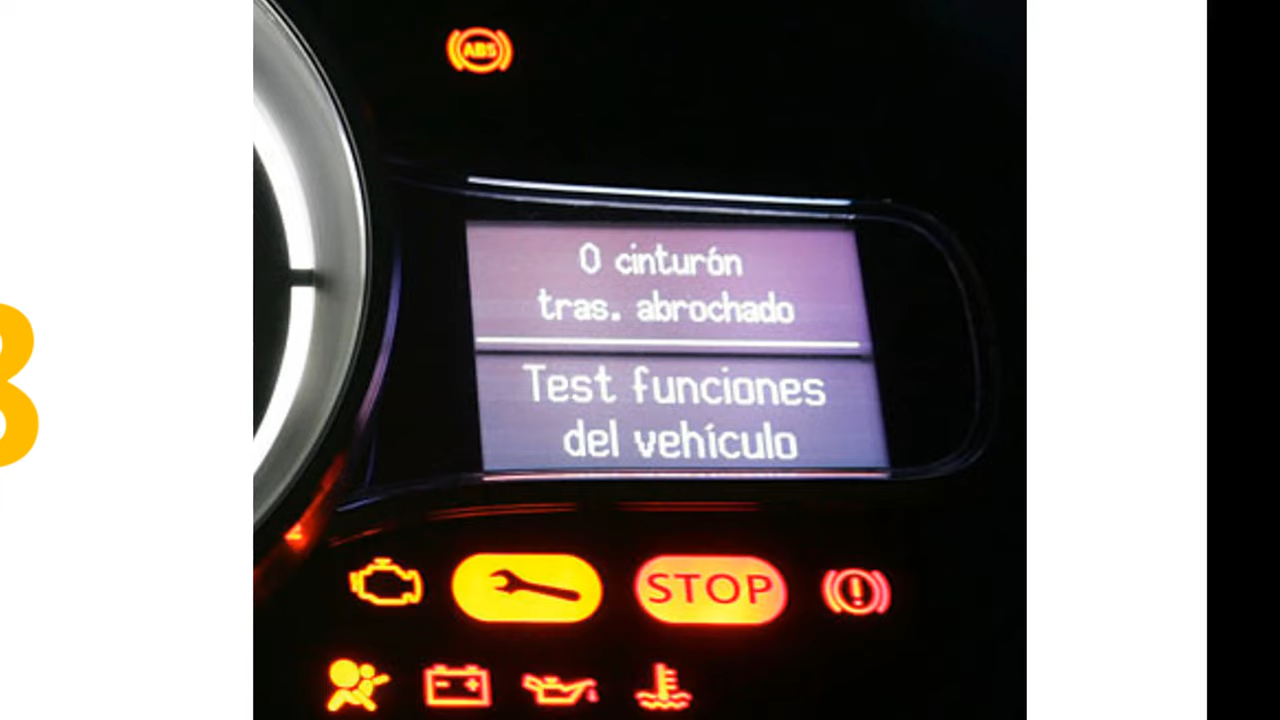 ABS
0 cinturón
tras. abrochado
Test funciones
del vehículo
STOP